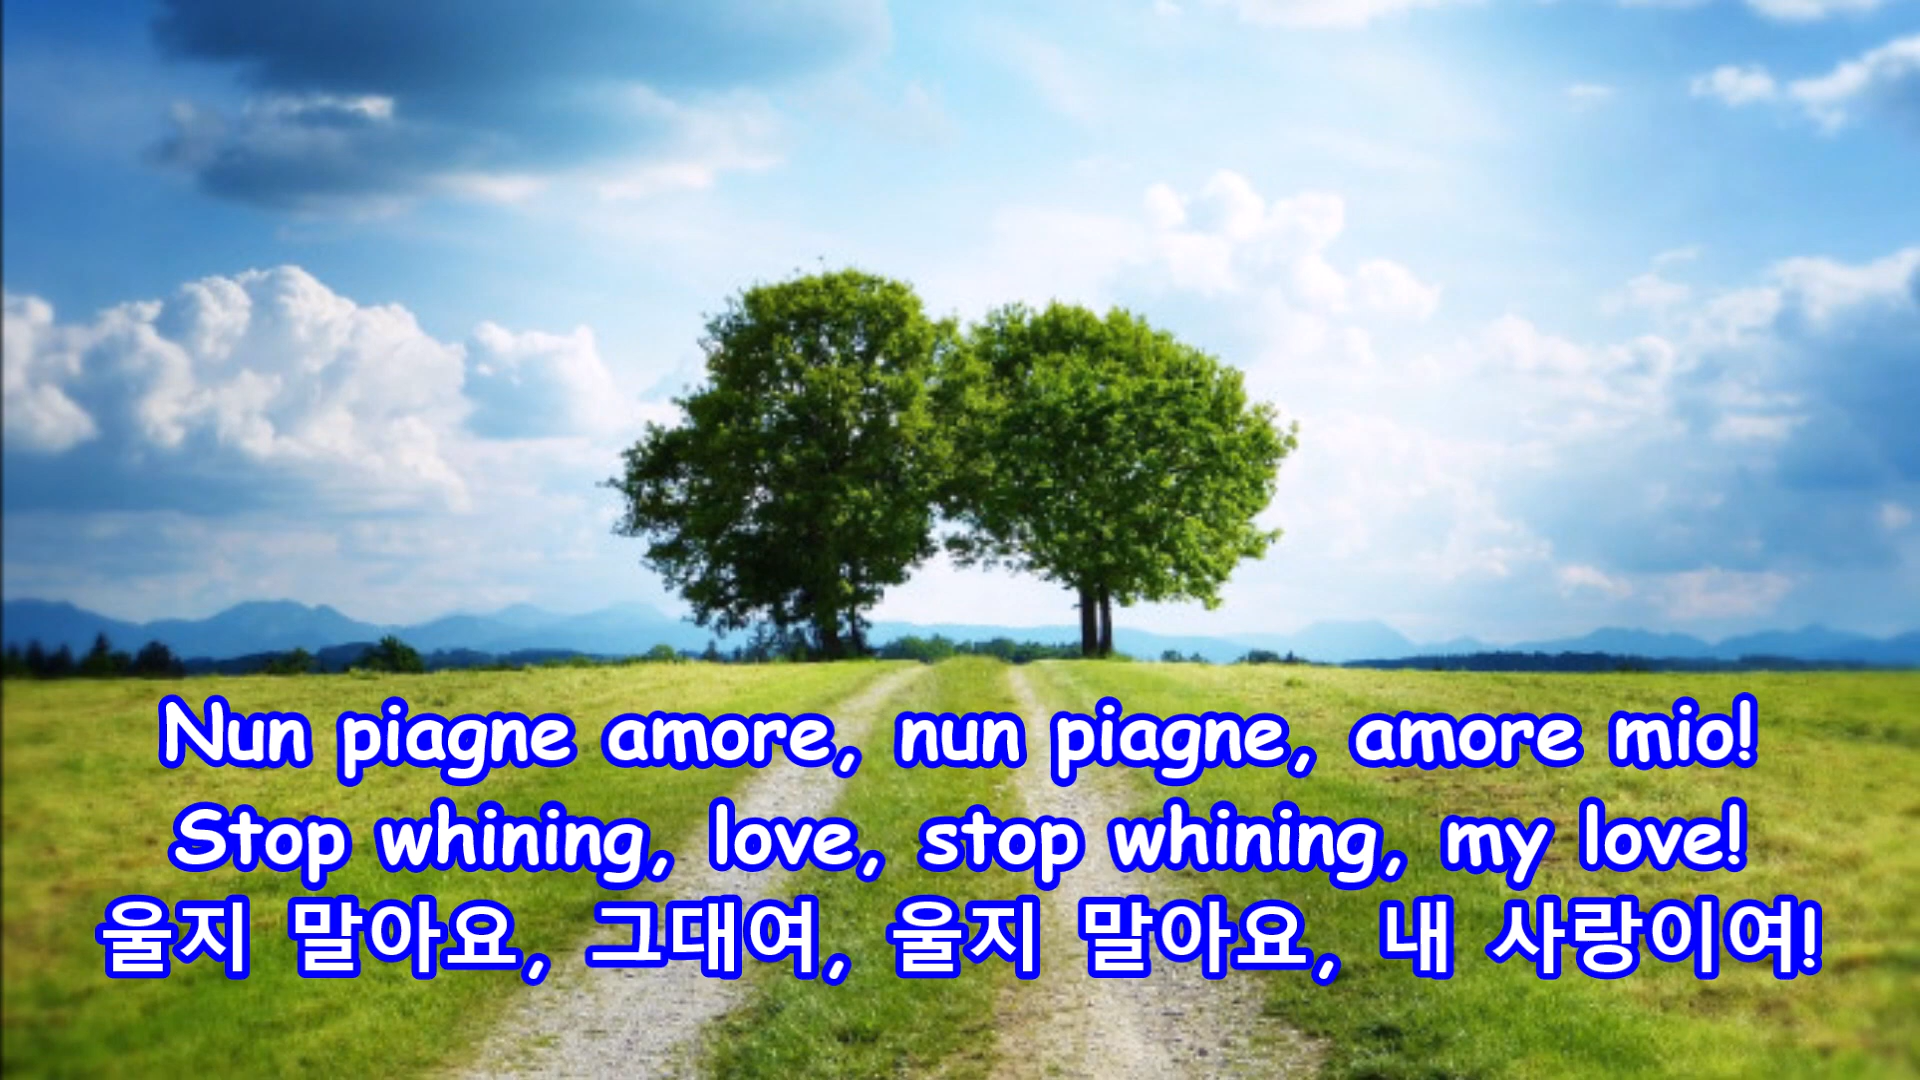 Nun piagne amore, nun piagne, amore mio!
Stop whining, love, stop whining, my love!
울지 말아요, 그대여, 울지 말아요, 내 사랑이여!